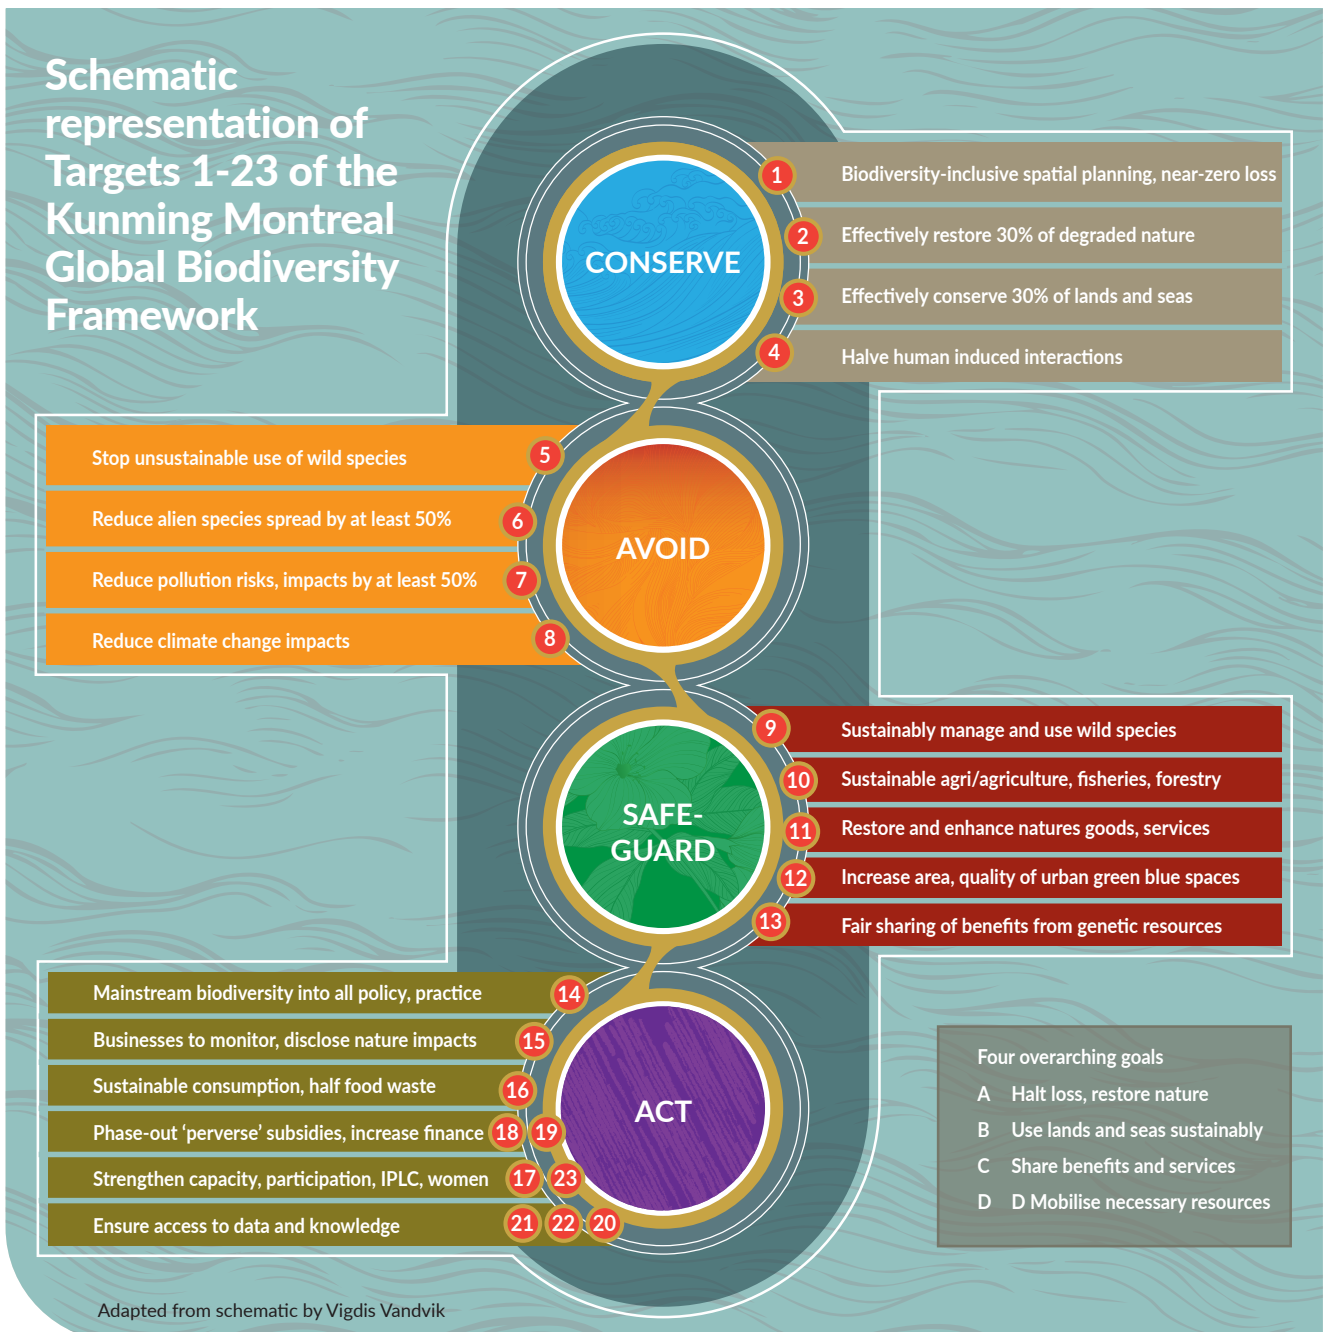 Schematic
representation of
Targets 1-23 of the
Kunming Montreal
Global Biodiversity
Framework
CONSERVE
1 Biodiversity-inclusive spatial planning, near-zero loss
2 Effectively restore 30% of degraded nature
3 Effectively conserve 30% of lands and seas
4 Halve human induced interactions
AVOID
Stop unsustainable use of wild species 5
Reduce alien species spread by at least 50% 6
Reduce pollution risks, impacts by at least 50% 7
Reduce climate change impacts 8
SAFE-
GUARD
9 Sustainably manage and use wild species
10 Sustainable agri/agriculture, fisheries, forestry
11 Restore and enhance natures goods, services
12 Increase area, quality of urban green blue spaces
13 Fair sharing of benefits from genetic resources
ACT
Mainstream biodiversity into all policy, practice 14
Businesses to monitor, disclose nature impacts 15
Sustainable consumption, half food waste 16
Phase-out ‘perverse’ subsidies, increase finance 18 19
Strengthen capacity, participation, IPLC, women 17 23
Ensure access to data and knowledge 21 22 20
Four overarching goals
A Halt loss, restore nature
B Use lands and seas sustainably
C Share benefits and services
D D Mobilise necessary resources
Adapted from schematic by Vigdis Vandvik